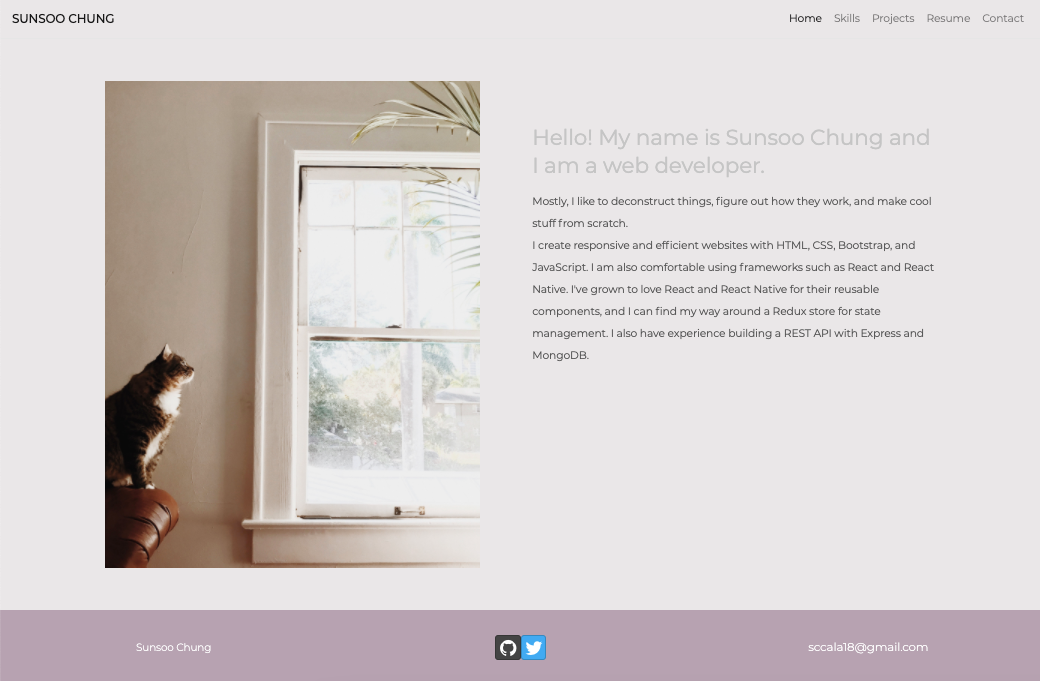 SUNSOO CHUNG
Home Skills Projects Resume Contact
Hello! My name is Sunsoo Chung and
I am a web developer.
Mostly, I like to deconstruct things, figure out how they work, and make cool
stuff from scratch.
I create responsive and efficient websites with HTML, CSS, Bootstrap, and
JavaScript. I am also comfortable using frameworks such as React and React
Native. I've grown to love React and React Native for their reusable
components, and I can find my way around a Redux store for state
management. I also have experience building a REST API with Express and
MongoDB.
Sunsoo Chung
sccala18@gmail.com